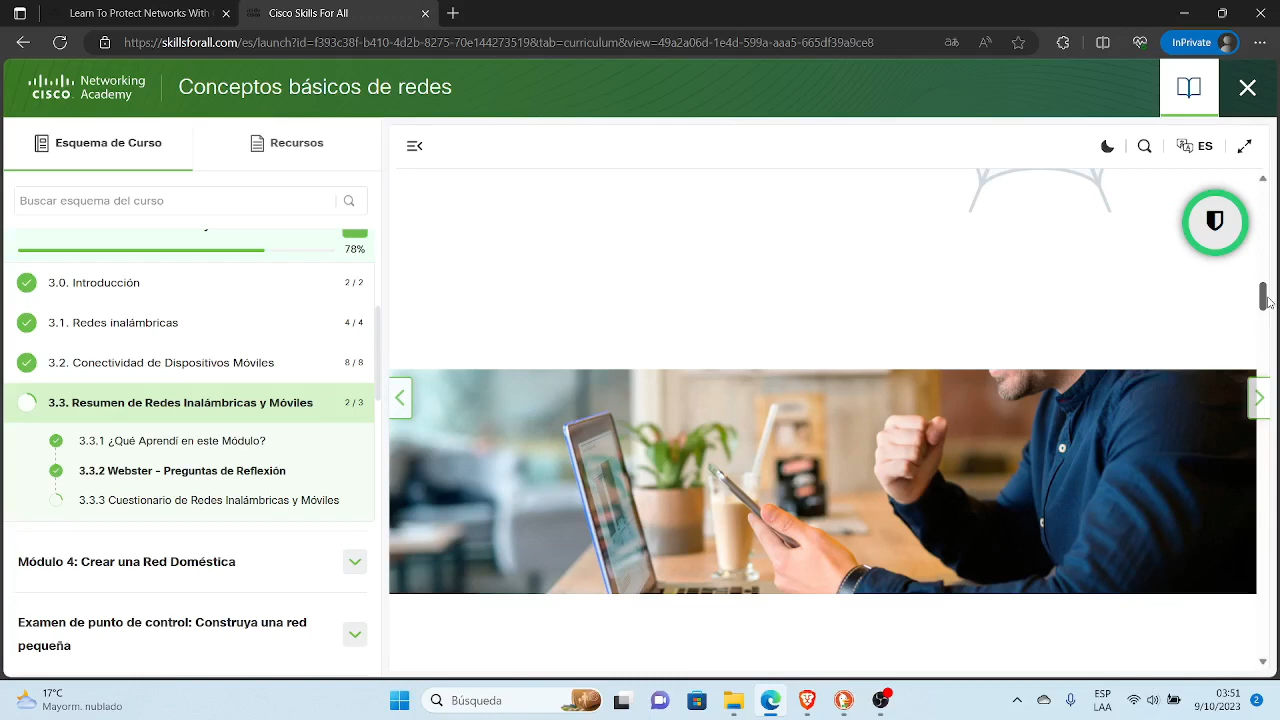 Learn To Protect Networks With
Cisco Skills For All
https://skillsforall.com/es/launch?id=f393c38f-b410-4d2b-8275-705144532198&tab=curriculum&view=49a2a06d-1e4d-599a-aaa5-665df39a9ce8
InPrivate
Networking
CISCO Academy
Conceptos básicos de redes
Esquema de Curso
Recursos
ES
Buscar esquema del curso
78%
3.0. Introducción 2 / 2
3.1. Redes inalámbricas 4 / 4
3.2. Conectividad de Dispositivos Móviles 8 / 8
3.3. Resumen de Redes Inalámbricas y Móviles 2 / 3
3.3.1 ¿Qué Aprendí en este Módulo?
3.3.2 Webster - Preguntas de Reflexión
3.3.3 Cuestionario de Redes Inalámbricas y Móviles
Módulo 4: Crear una Red Doméstica
Examen de punto de control: Construya una red
pequeña
17°C
Mayorm. nublado
Búsqueda
ESP
LAA
03:51
9/10/2023
2